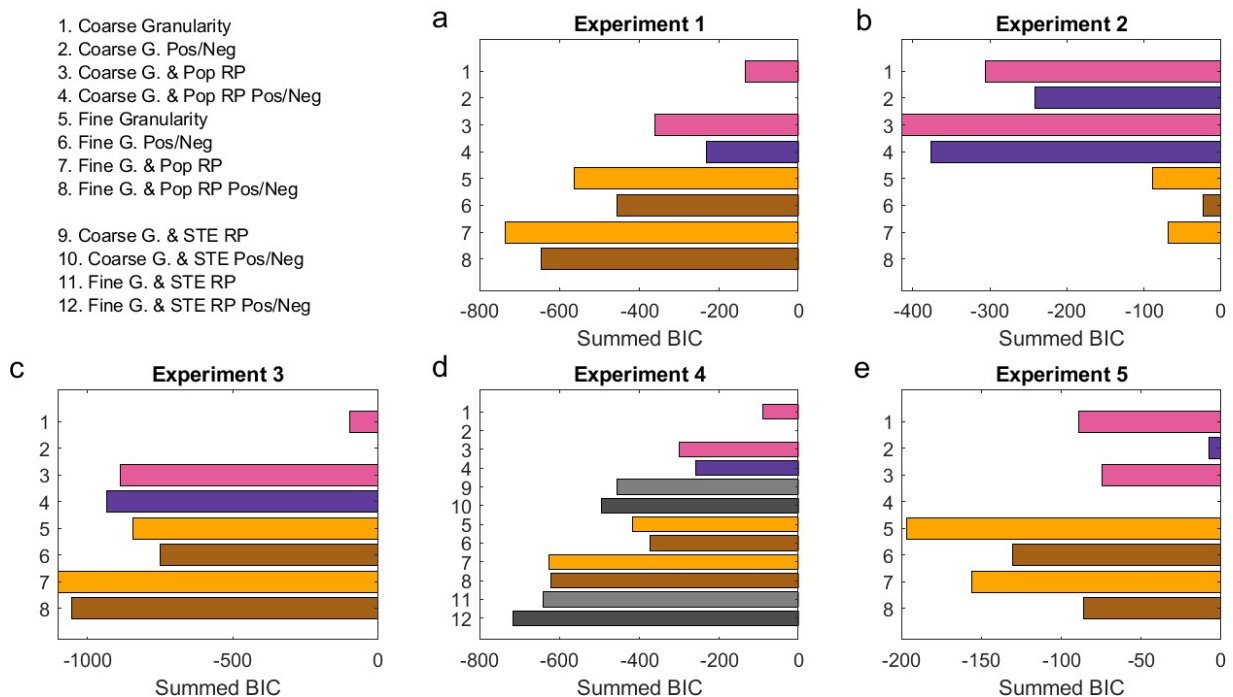 1. Coarse Granularity
2. Coarse G. Pos/Neg
3. Coarse G. & Pop RP
4. Coarse G. & Pop RP Pos/Neg
5. Fine Granularity
6. Fine G. Pos/Neg
7. Fine G. & Pop RP
8. Fine G. & Pop RP Pos/Neg
9. Coarse G. & STE RP
10. Coarse G. & STE Pos/Neg
11. Fine G. & STE RP
12. Fine G. & STE RP Pos/Neg
a
Experiment 1
1
2
3
4
5
6
7
8
-800 -600 -400 -200 0
Summed BIC
b
Experiment 2
1
2
3
4
5
6
7
8
-400 -300 -200 -100 0
Summed BIC
c
Experiment 3
1
2
3
4
5
6
7
8
-1000 -500 0
Summed BIC
d
Experiment 4
1
2
3
4
9
10
5
6
7
8
11
12
-800 -600 -400 -200 0
Summed BIC
e
Experiment 5
1
2
3
4
5
6
7
8
-200 -150 -100 -50 0
Summed BIC